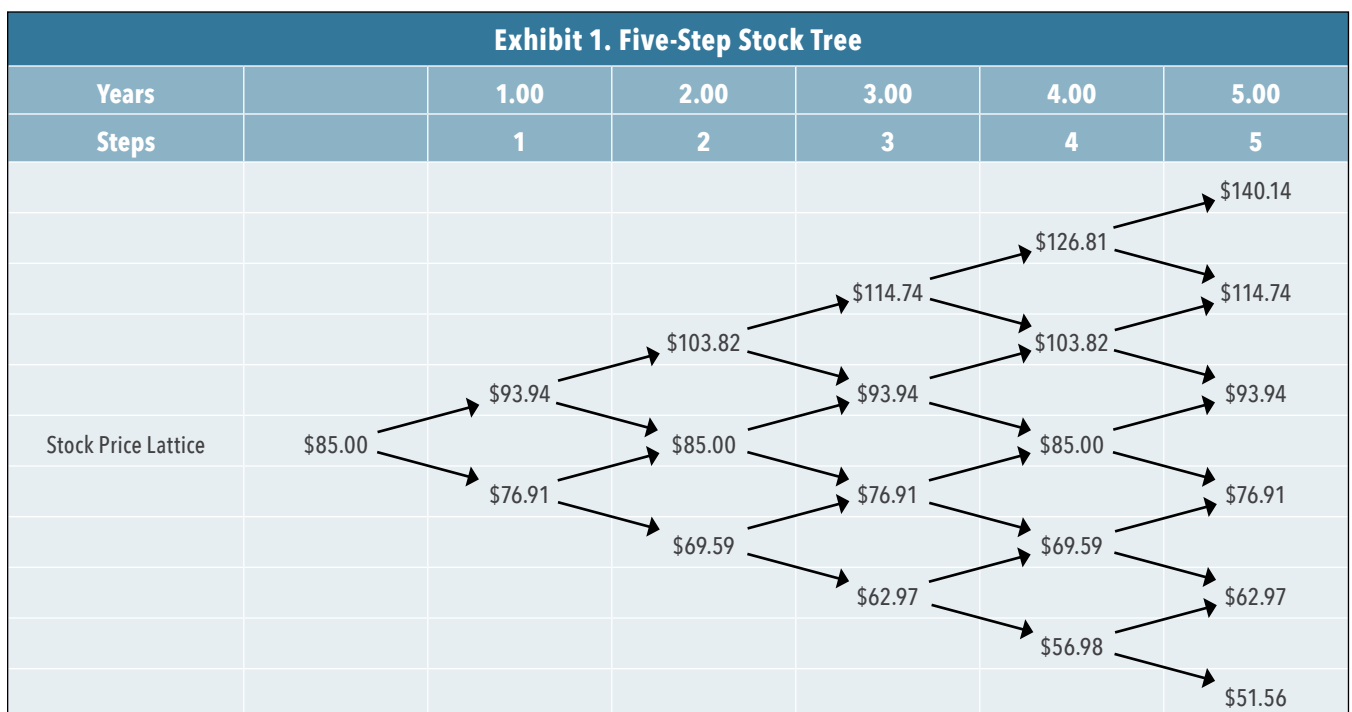 Exhibit 1. Five-Step Stock Tree
Years 1.00 2.00 3.00 4.00 5.00
Steps 1 2 3 4 5
$140.14
$126.81
$114.74 $114.74
$103.82 $103.82
$93.94 $93.94 $93.94
Stock Price Lattice $85.00 $85.00 $85.00
$76.91 $76.91 $76.91
$69.59 $69.59
$62.97 $62.97
$56.98
$51.56